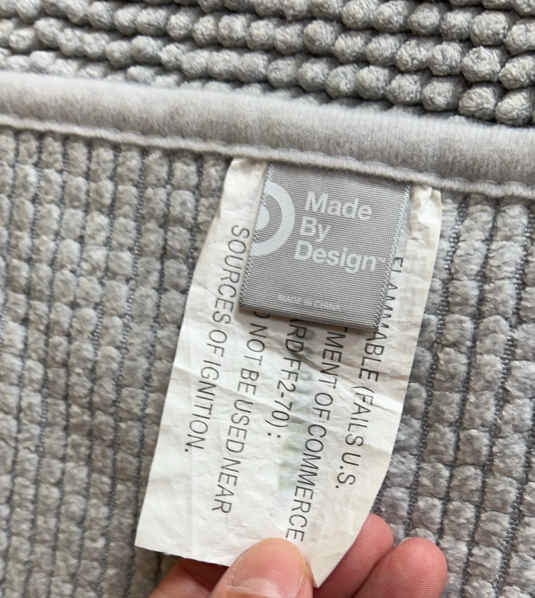 Made
By
Design™
MADE IN CHINA
FLAMMABLE (FAILS U.S.
TMENT OF COMMERCE
RD FF2-70):
NOT BE USED NEAR
SOURCES OF IGNITION.